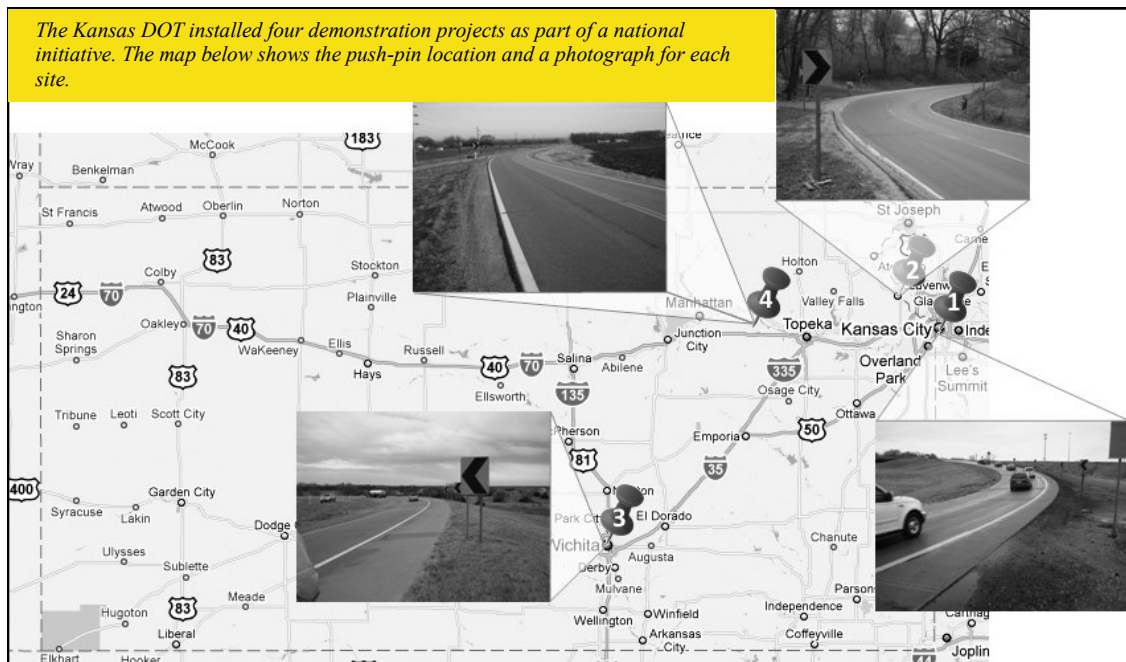 The Kansas DOT installed four demonstration projects as part of a national
initiative. The map below shows the push-pin location and a photograph for each
site.
183
McCook
Wray
Benkelman
St Joseph
St Francis
Atwood
Oberlin
Norton
83
2
Holton
Colby
Stockton
1
24
70
Manhattan
4
Valley Falls
Plainville
Oakley
70
40
Junction
City
Topeka
Kansas City
Sharon
Springs
WaKeeney
Ellis
Russell
Salina
Abilene
Overland
Park
Hays
40
70
335
Lee's
Summit
83
Ellsworth
135
Osage City
Tribune
Leoti
Scott City
Ottawa
50
Emporia
81
35
400
Garden City
Syracuse
Lakin
3
Park City
El Dorado
Dodge
Wichita
Chanute
Ulysses
Augusta
Derby
Sublette
Mulvane
Hugoton
83
Meade
Wellington
Winfield
Independence
Parsons
Liberal
Arkansas
City
Coffeyville
Elkhart
Hooker
44
Joplin